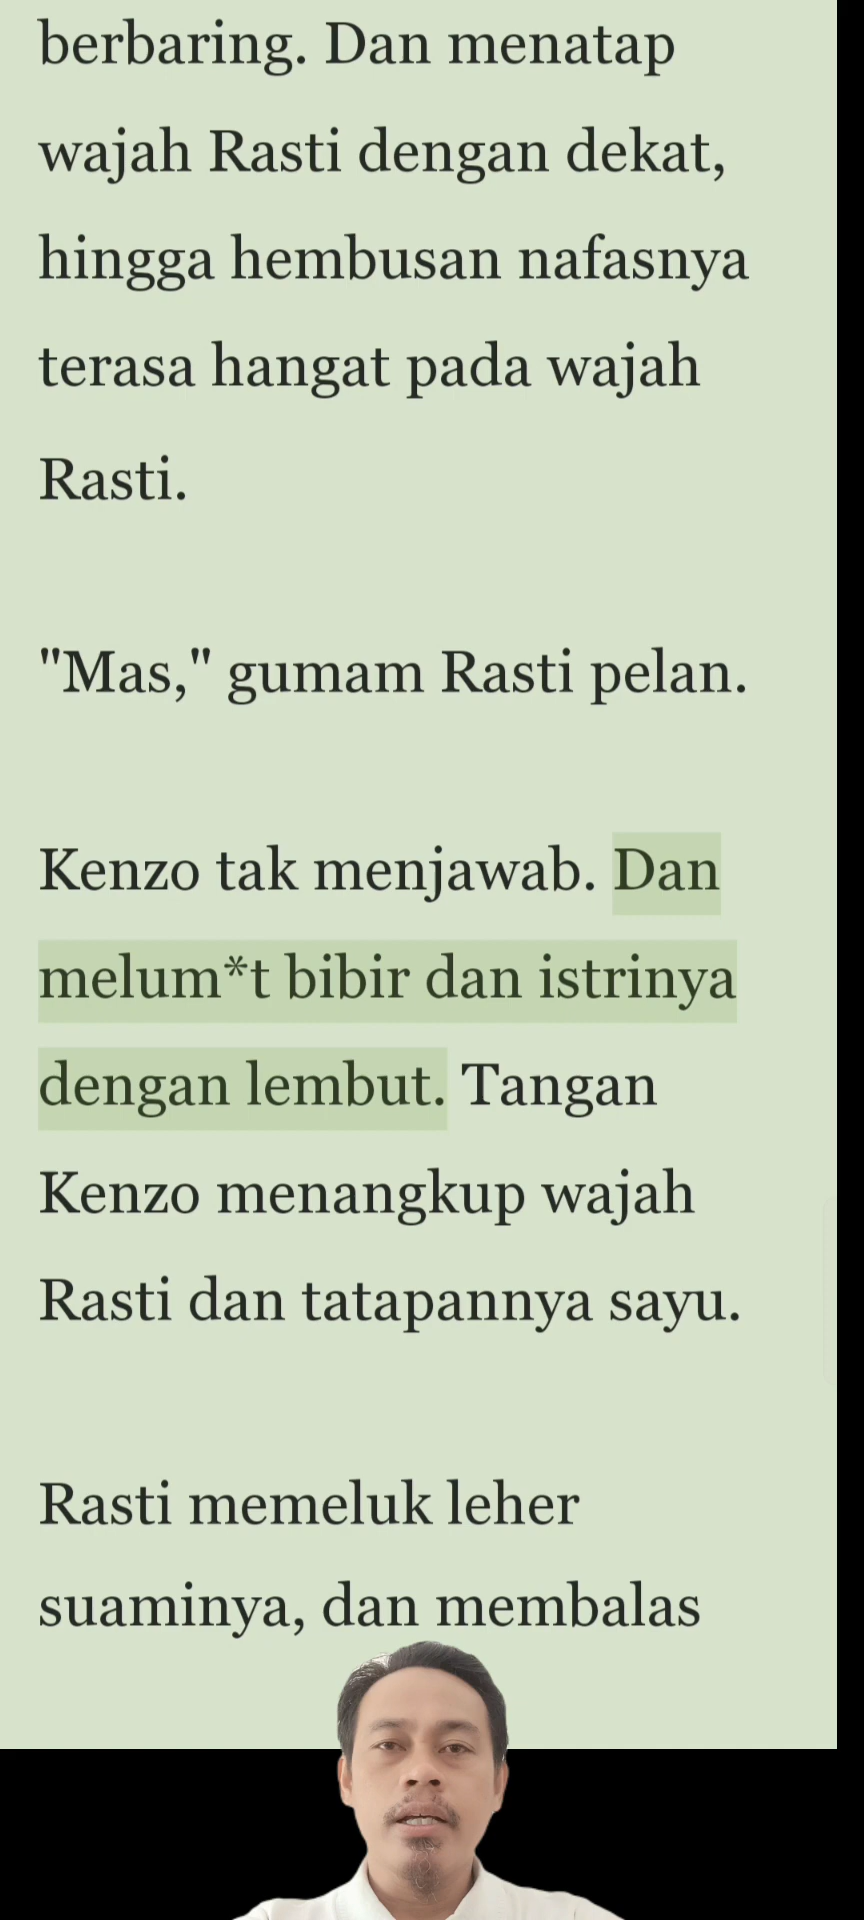 berbaring. Dan menatap
wajah Rasti dengan dekat,
hingga hembusan nafasnya
terasa hangat pada wajah
Rasti.
"Mas," gumam Rasti pelan.
Kenzo tak menjawab. Dan
melum*t bibir dan istrinya
dengan lembut. Tangan
Kenzo menangkup wajah
Rasti dan tatapannya sayu.
Rasti memeluk leher
suaminya, dan membalas